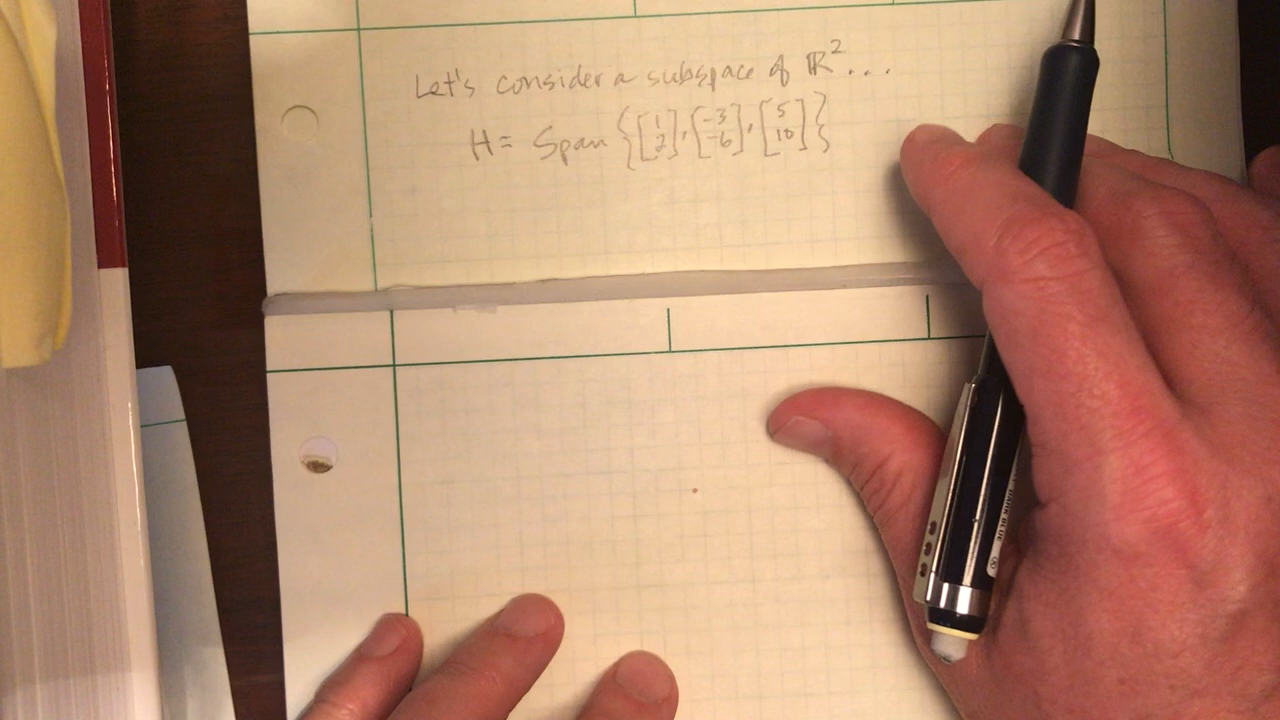 Let's consider a subspace of ℝ²...
H = Span {[1 2], [-3 -6], [5 10]}